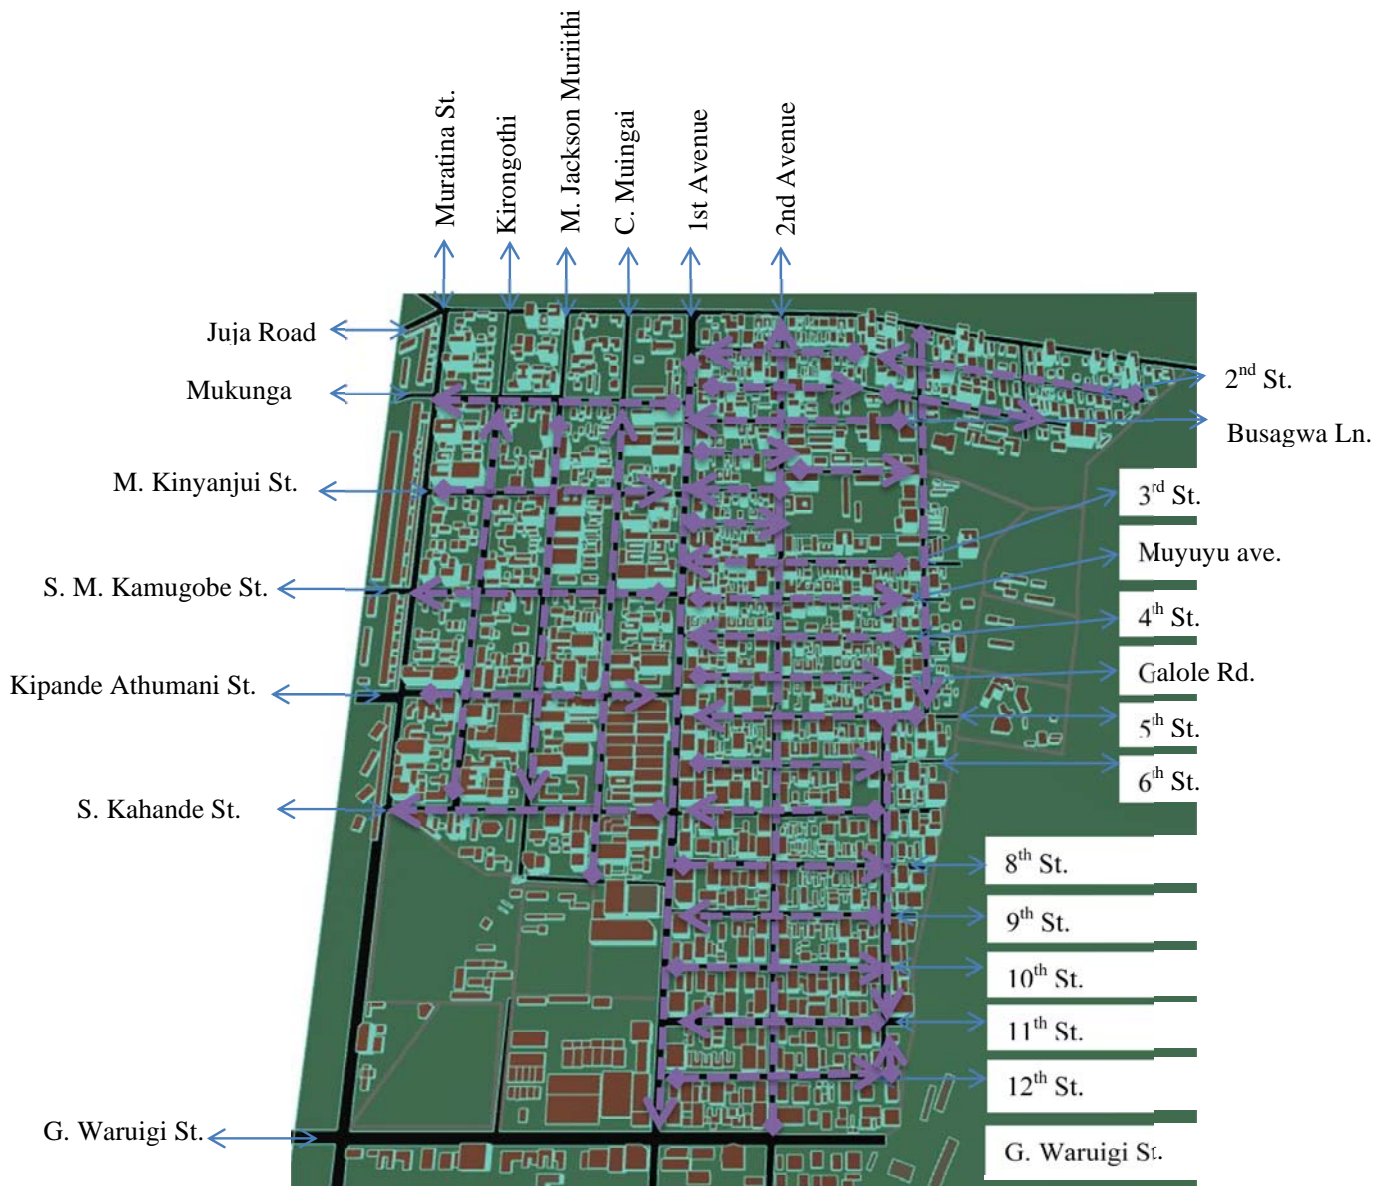 Muratina St.
Kirongothi
M. Jackson Muriithi
C. Muingai
1st Avenue
2nd Avenue
Juja Road
Mukunga
M. Kinyanjui St.
S. M. Kamugobe St.
Kipande Athumani St.
S. Kahande St.
G. Waruigi St.
2nd St.
Busagwa Ln.
3rd St.
Muyuyu ave.
4th St.
Galole Rd.
5th St.
6th St.
8th St.
9th St.
10th St.
11th St.
12th St.
G. Waruigi St.